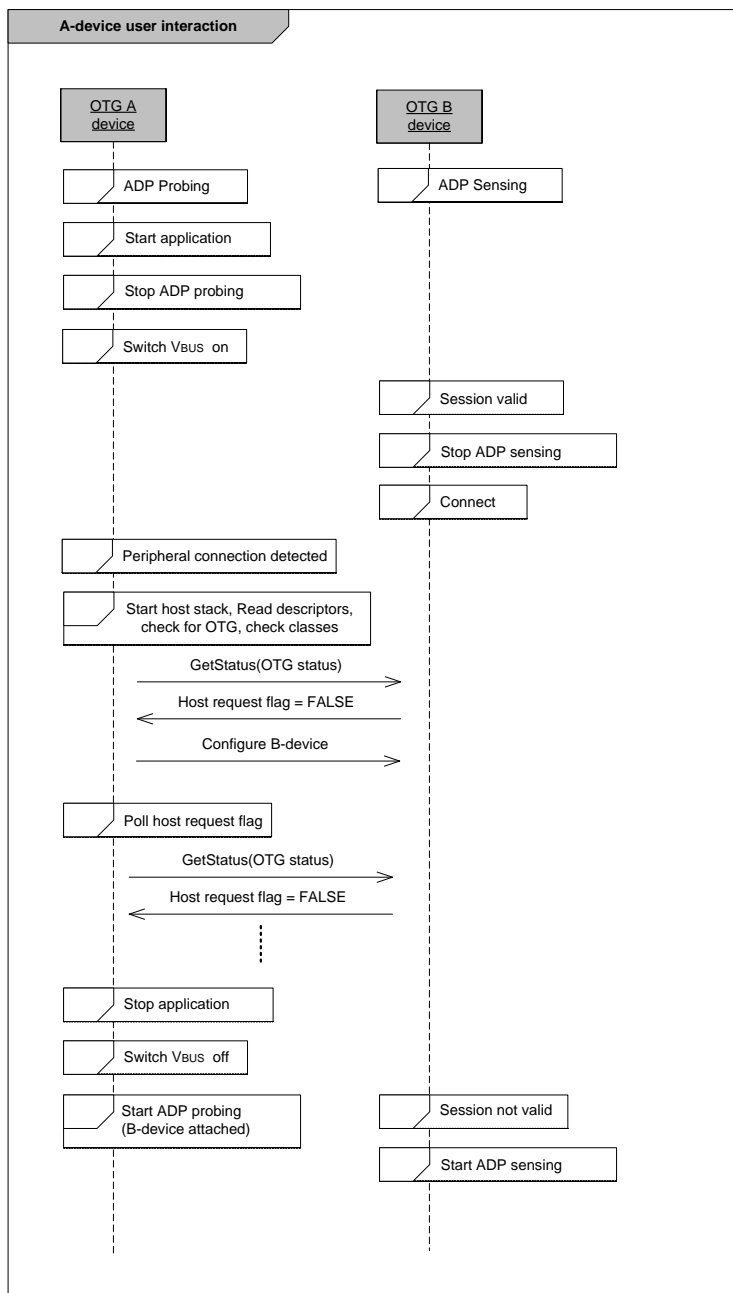 A-device user interaction
OTG A
device
OTG B
device
ADP Probing
ADP Sensing
Start application
Stop ADP probing
Switch VBUS on
Session valid
Stop ADP sensing
Connect
Peripheral connection detected
Start host stack, Read descriptors,
check for OTG, check classes
GetStatus(OTG status)
Host request flag = FALSE
Configure B-device
Poll host request flag
GetStatus(OTG status)
Host request flag = FALSE
Stop application
Switch VBUS off
Start ADP probing
(B-device attached)
Session not valid
Start ADP sensing